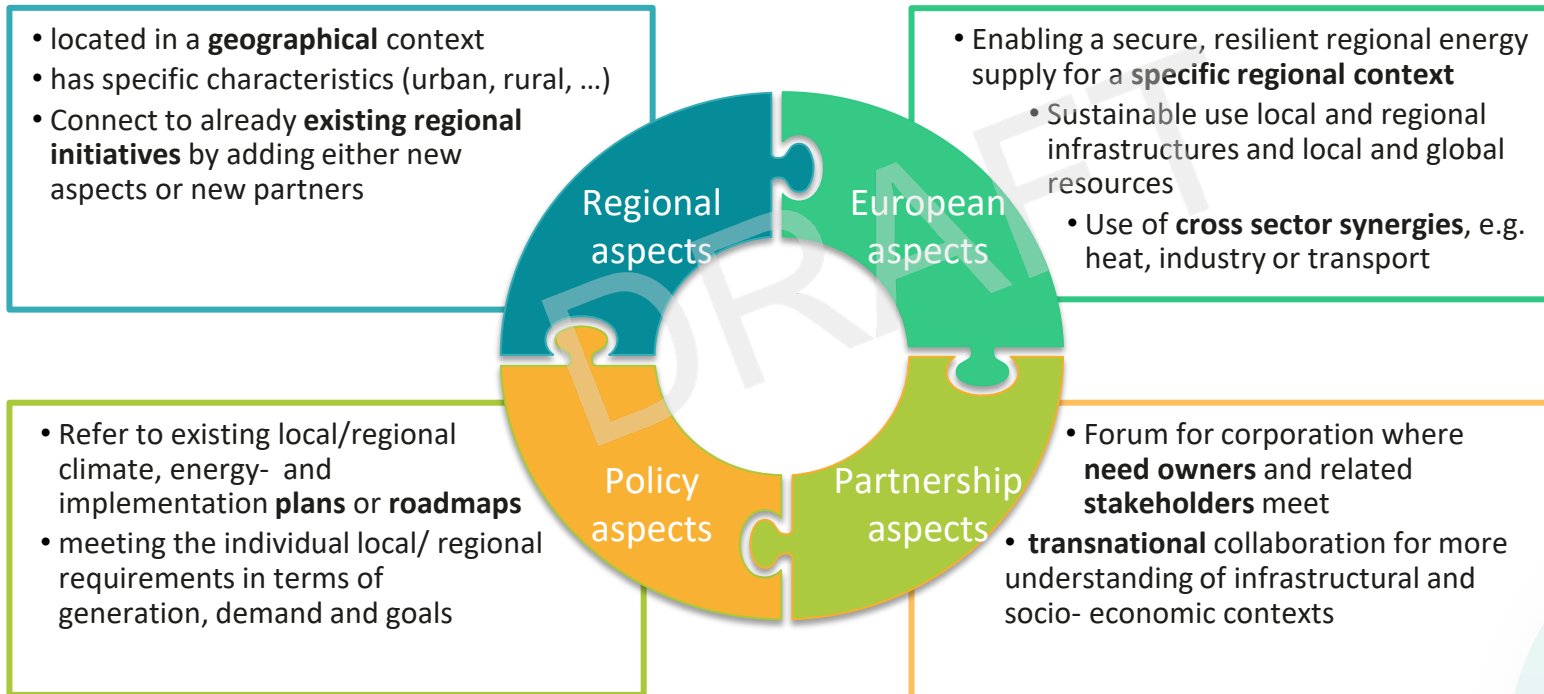 • located in a geographical context
• has specific characteristics (urban, rural, ...)
• Connect to already existing regional
initiatives by adding either new
aspects or new partners
• Enabling a secure, resilient regional energy
supply for a specific regional context
• Sustainable use local and regional
infrastructures and local and global
resources
• Use of cross sector synergies, e.g.
heat, industry or transport
Regional
aspects
European
aspects
DRAFT
Policy
aspects
Partnership
aspects
• Refer to existing local/regional
climate, energy- and
implementation plans or roadmaps
• meeting the individual local/ regional
requirements in terms of
generation, demand and goals
• Forum for corporation where
need owners and related
stakeholders meet
• transnational collaboration for more
understanding of infrastructural and
socio- economic contexts